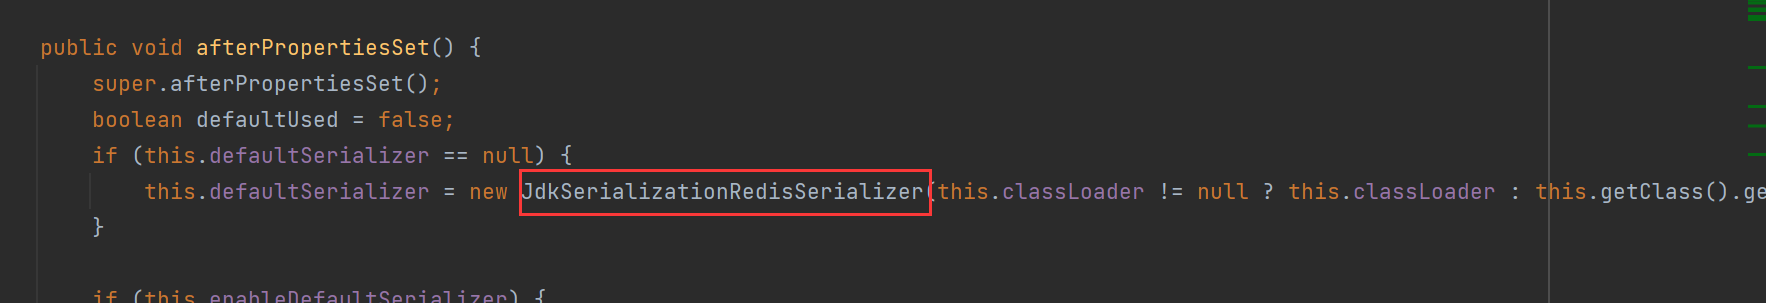 public void afterPropertiesSet() {
super.afterPropertiesSet();
boolean defaultUsed = false;
if (this.defaultSerializer == null) {
this.defaultSerializer = new JdkSerializationRedisSerializer(this.classLoader != null ? this.classLoader : this.getClass().ge
}
if (this.enableDefaultSerializer) {